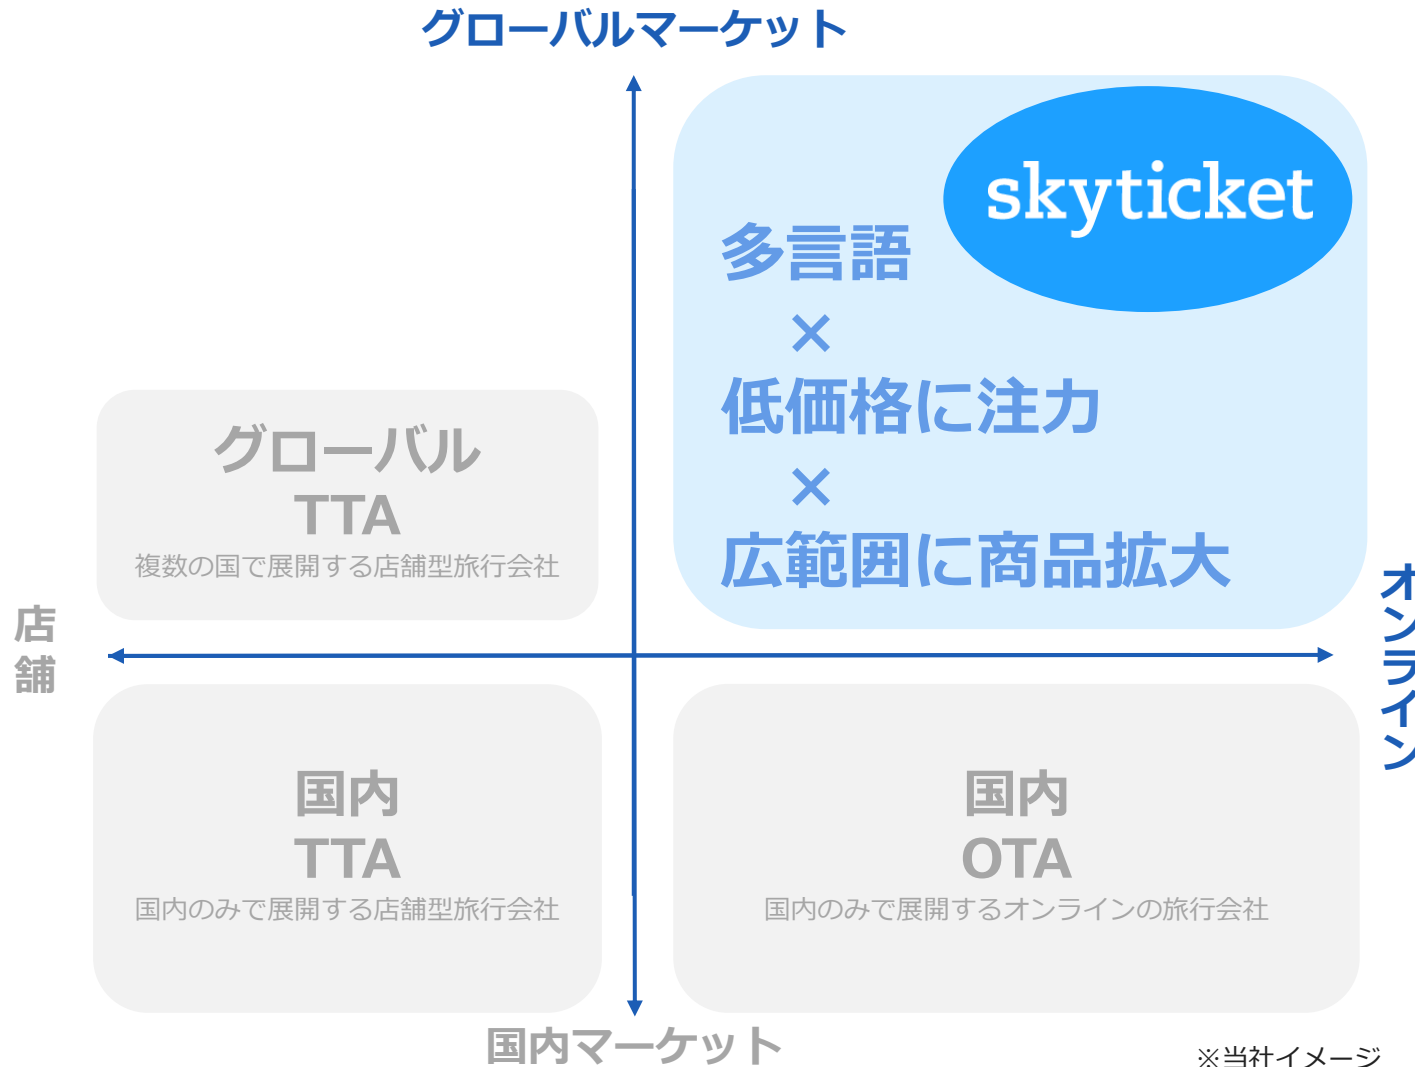 グローバルマーケット
skyticket
多言語
×
低価格に注力
×
広範囲に商品拡大
グローバル
TTA
複数の国で展開する店舗型旅行会社
店舗
オンライン
国内
TTA
国内のみで展開する店舗型旅行会社
国内
OTA
国内のみで展開するオンラインの旅行会社
国内マーケット
※当社イメージ